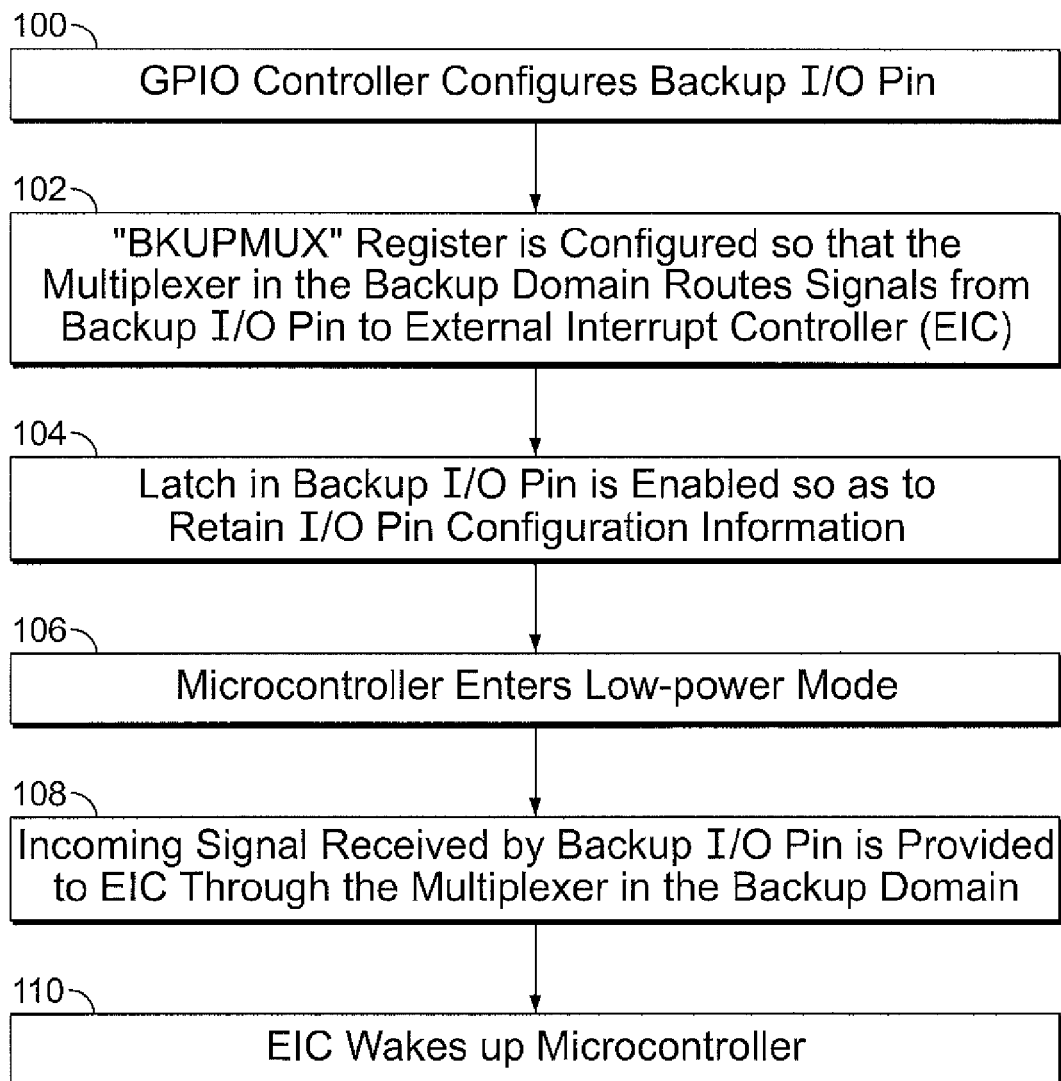 100
GPIO Controller Configures Backup I/O Pin
102
"BKUPMUX" Register is Configured so that the
Multiplexer in the Backup Domain Routes Signals from
Backup I/O Pin to External Interrupt Controller (EIC)
104
Latch in Backup I/O Pin is Enabled so as to
Retain I/O Pin Configuration Information
106
Microcontroller Enters Low-power Mode
108
Incoming Signal Received by Backup I/O Pin is Provided
to EIC Through the Multiplexer in the Backup Domain
110
EIC Wakes up Microcontroller